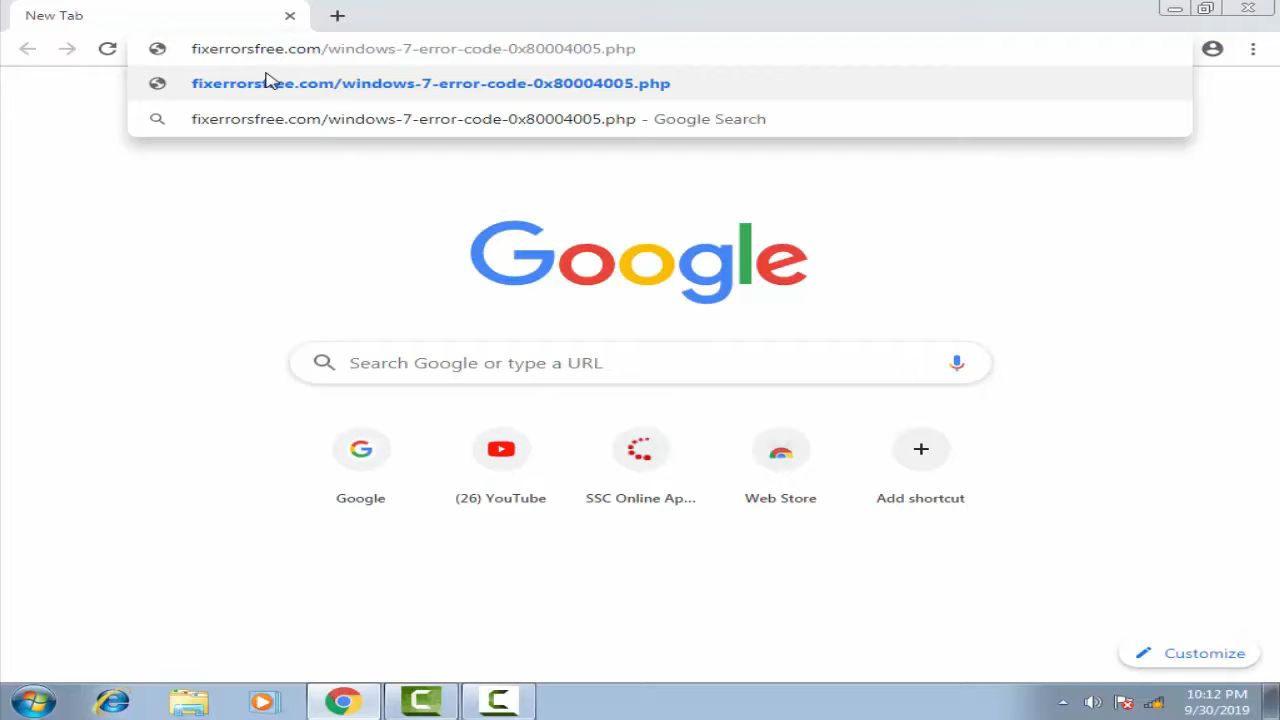 New Tab
fixerrorsfree.com/windows-7-error-code-0x80004005.php
fixerrorsfree.com/windows-7-error-code-0x80004005.php
fixerrorsfree.com/windows-7-error-code-0x80004005.php - Google Search
Google
Search Google or type a URL
Google
(26) YouTube
SSC Online Ap...
Web Store
Add shortcut
Customize
10:12 PM
9/30/2019